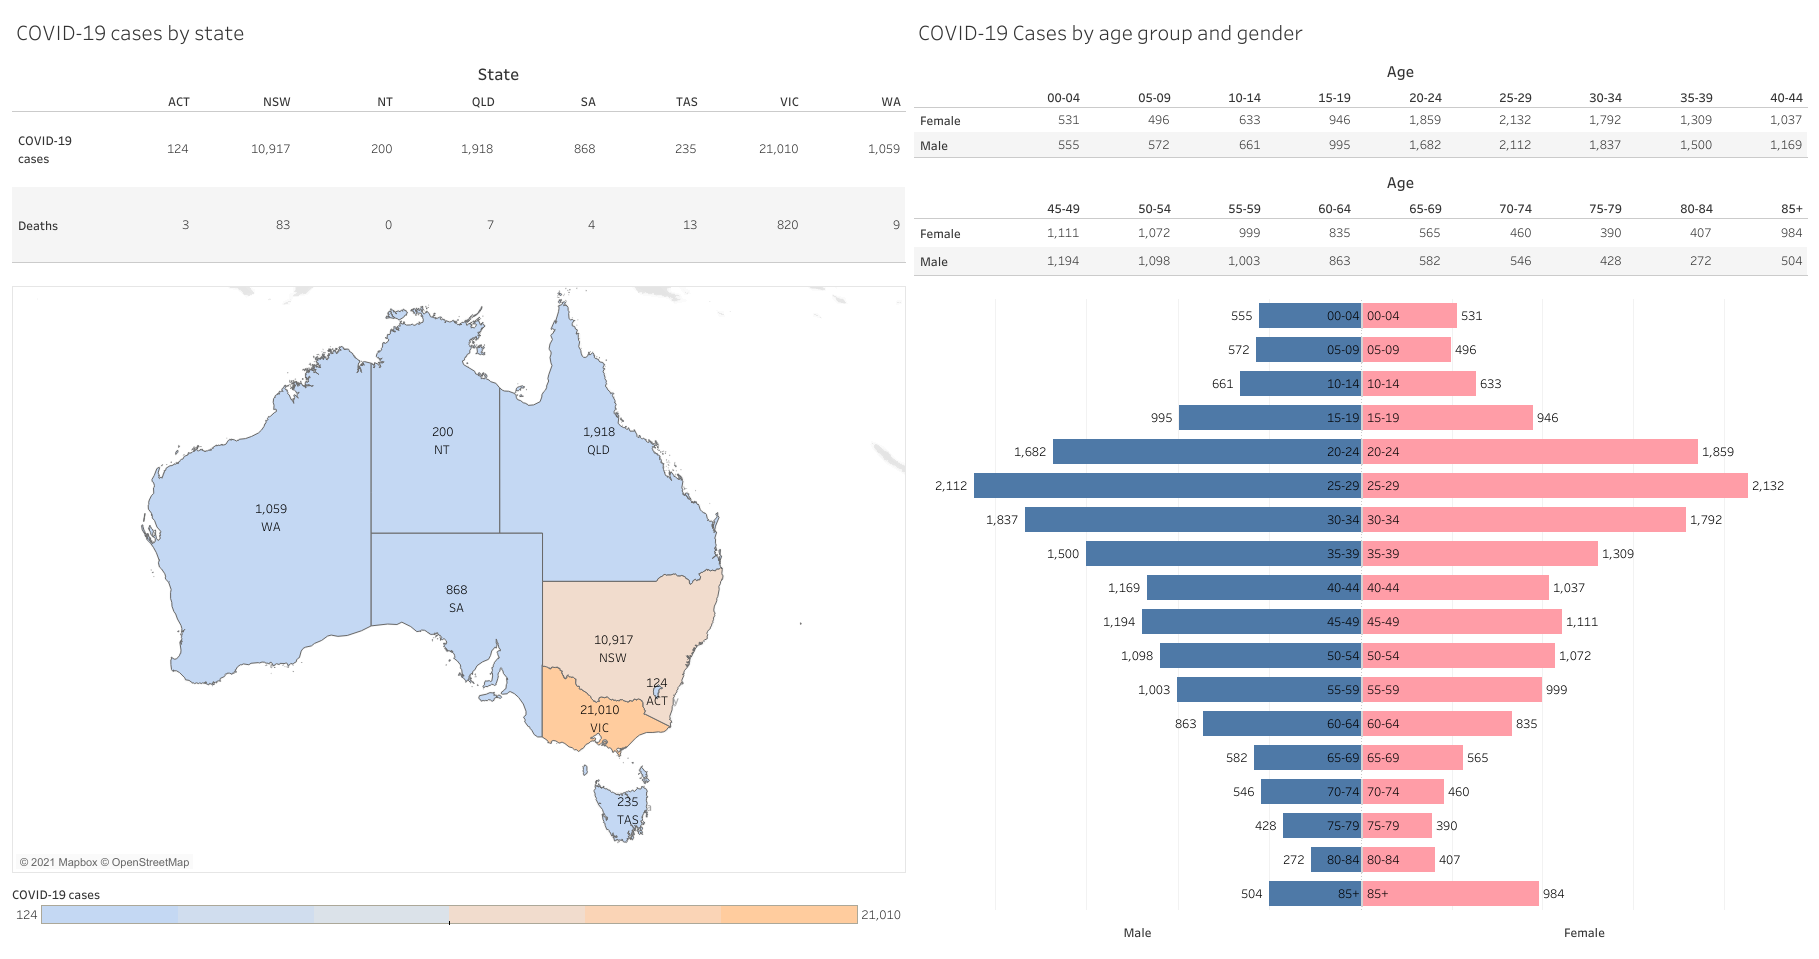 COVID-19 cases by state
State
ACT NSW NT QLD SA TAS VIC WA
COVID-19
cases
124 10,917 200 1,918 868 235 21,010 1,059
Deaths 3 83 0 7 4 13 820 9
200
NT
1,918
QLD
1,059
WA
868
SA
10,917
NSW
124
ACT
21,010
VIC
235
TAS
© 2021 Mapbox © OpenStreetMap
COVID-19 cases
124 21,010
COVID-19 Cases by age group and gender
Age
00-04 05-09 10-14 15-19 20-24 25-29 30-34 35-39 40-44
Female 531 496 633 946 1,859 2,132 1,792 1,309 1,037
Male 555 572 661 995 1,682 2,112 1,837 1,500 1,169
Age
45-49 50-54 55-59 60-64 65-69 70-74 75-79 80-84 85+
Female 1,111 1,072 999 835 565 460 390 407 984
Male 1,194 1,098 1,003 863 582 546 428 272 504
555 00-04 00-04 531
572 05-09 05-09 496
661 10-14 10-14 633
995 15-19 15-19 946
1,682 20-24 20-24 1,859
2,112 25-29 25-29 2,132
1,837 30-34 30-34 1,792
1,500 35-39 35-39 1,309
1,169 40-44 40-44 1,037
1,194 45-49 45-49 1,111
1,098 50-54 50-54 1,072
1,003 55-59 55-59 999
863 60-64 60-64 835
582 65-69 65-69 565
546 70-74 70-74 460
428 75-79 75-79 390
272 80-84 80-84 407
504 85+ 85+ 984
Male Female